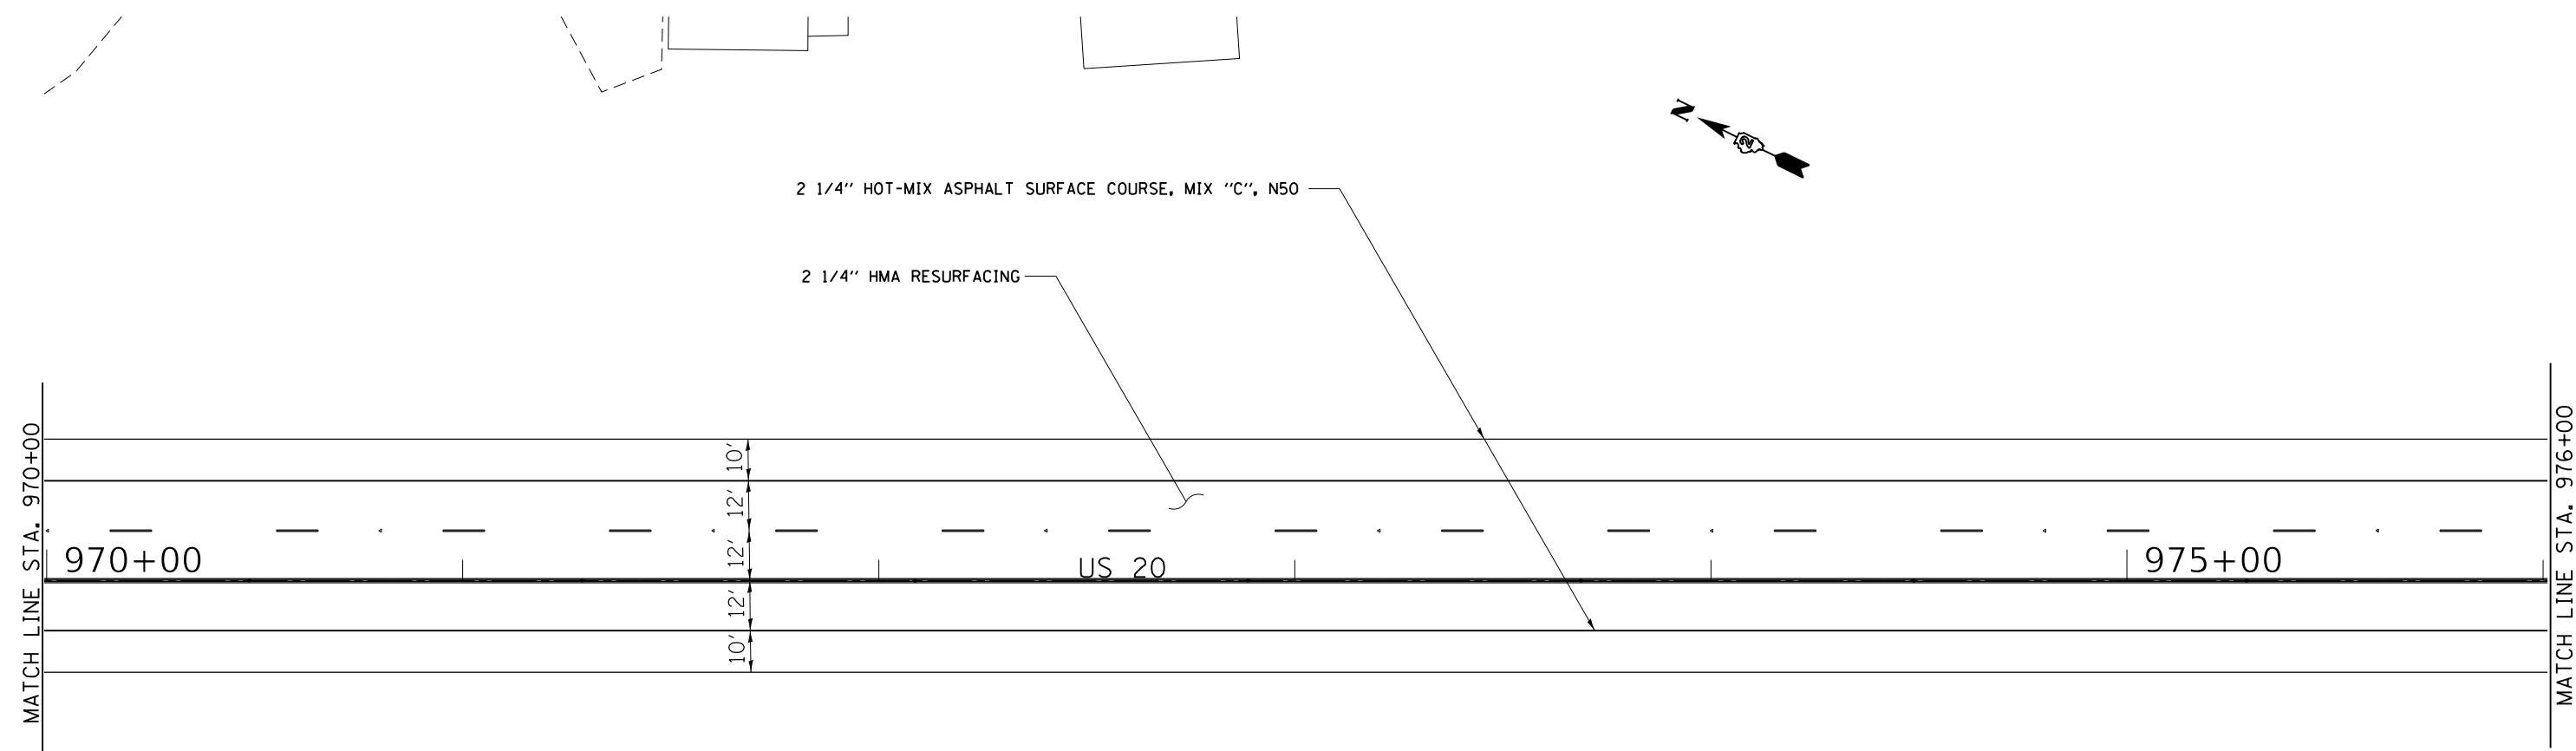 N
2
2 1/4" HOT-MIX ASPHALT SURFACE COURSE, MIX "C", N50
2 1/4" HMA RESURFACING
MATCH LINE STA. 970+00
10'
12'
12'
12'
10'
970+00
US 20
975+00
MATCH LINE STA. 976+00